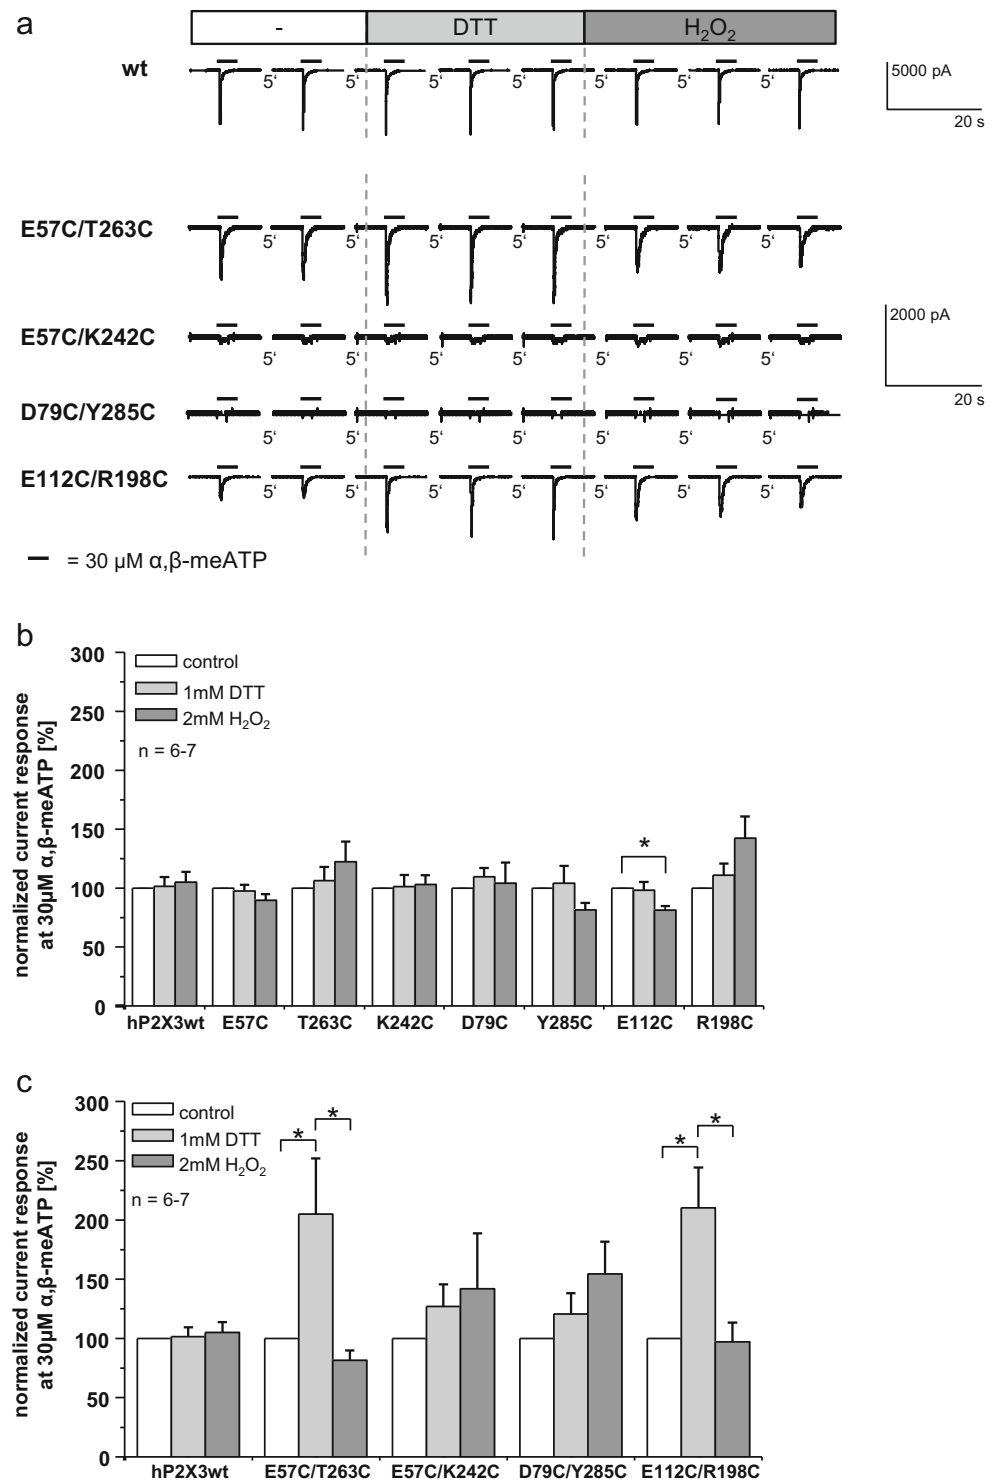 a
- DTT H₂O₂
wt
5‘ 5‘ 5‘ 5‘ 5‘ 5‘ 5‘
5000 pA
20 s
E57C/T263C
5‘ 5‘ 5‘ 5‘ 5‘ 5‘ 5‘
E57C/K242C
5‘ 5‘ 5‘ 5‘ 5‘ 5‘ 5‘
2000 pA
20 s
D79C/Y285C
5‘ 5‘ 5‘ 5‘ 5‘ 5‘ 5‘
E112C/R198C
5‘ 5‘ 5‘ 5‘ 5‘ 5‘ 5‘
= 30 µM α,β-meATP
b
normalized current response
at 30µM α,β-meATP [%]
300
250
200
150
100
50
0
control
1mM DTT
2mM H₂O₂
n = 6-7
*
hP2X3wt E57C T263C K242C D79C Y285C E112C R198C
c
normalized current response
at 30µM α,β-meATP [%]
300
250
200
150
100
50
0
control
1mM DTT
2mM H₂O₂
n = 6-7
* * * *
hP2X3wt E57C/T263C E57C/K242C D79C/Y285C E112C/R198C